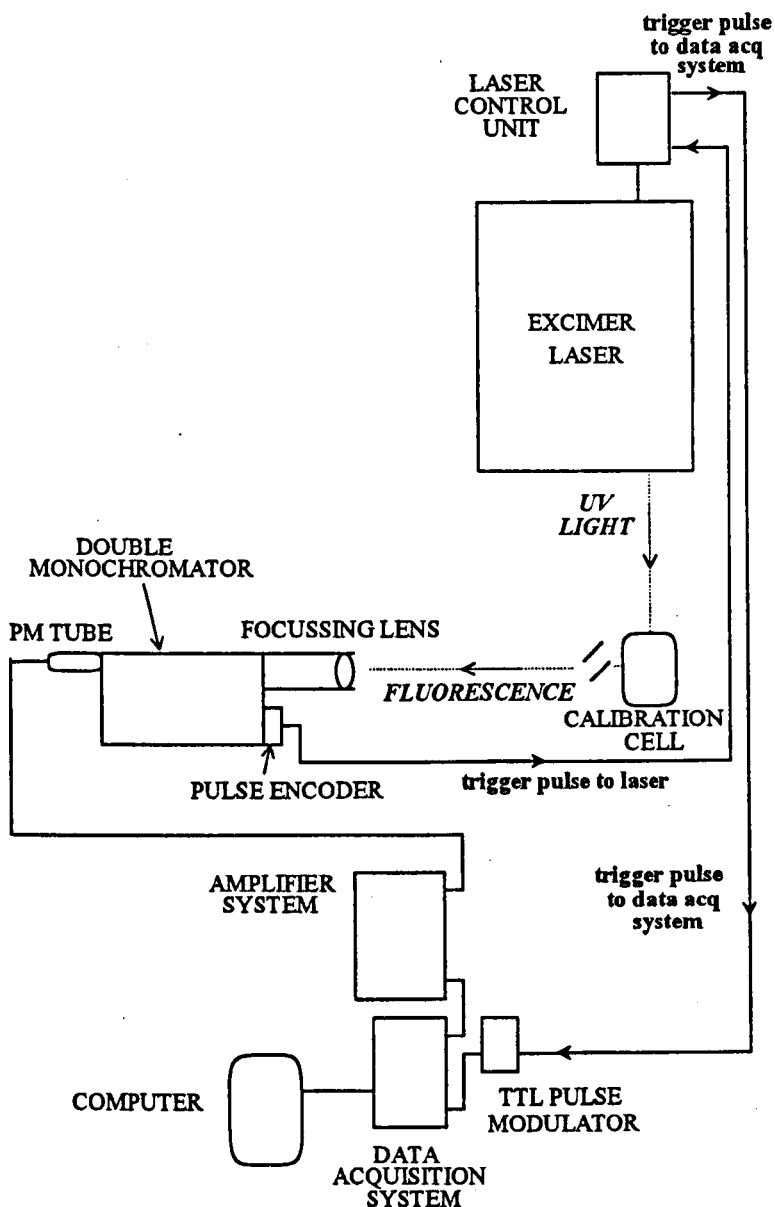 trigger pulse
to data acq
system
LASER
CONTROL
UNIT
EXCIMER
LASER
UV
LIGHT
DOUBLE
MONOCHROMATOR
PM TUBE
FOCUSSING LENS
FLUORESCENCE
CALIBRATION
CELL
PULSE ENCODER
trigger pulse to laser
AMPLIFIER
SYSTEM
trigger pulse
to data acq
system
COMPUTER
TTL PULSE
MODULATOR
DATA
ACQUISITION
SYSTEM